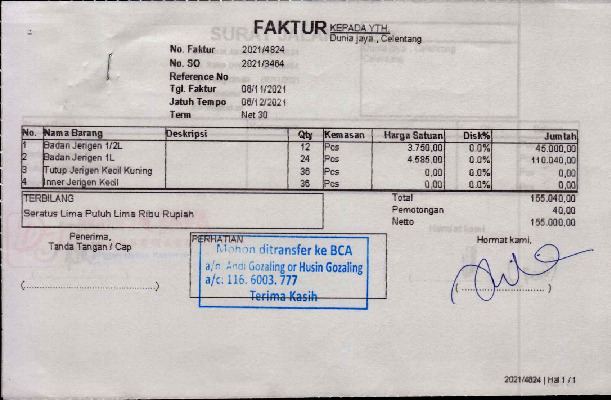 FAKTUR KEPADA YTH:
Dunia jaya , Celentang
No. Faktur 2021/4824
No. SO 2021/3464
Reference No
Tgl. Faktur 06/11/2021
Jatuh Tempo 06/12/2021
Term Net 30
No. Nama Barang Deskripsi Qty Kemasan Harga Satuan Disk% Jumlah
1 Badan Jerigen 1/2L 12 Pcs 3.750,00 0.0% 45.000,00
2 Badan Jerigen 1L 24 Pcs 4.585,00 0.0% 110.040,00
3 Tutup Jerigen Kecil Kuning 36 Pcs 0,00 0.0% 0,00
4 Inner Jerigen Kecil 36 Pcs 0,00 0.0% 0,00
TERBILANG
Seratus Lima Puluh Lima Ribu Rupiah
Total 155.040,00
Pemotongan 40,00
Netto 155.000,00
Penerima,
Tanda Tangan / Cap
(..............................)
PERHATIAN
Mohon ditransfer ke BCA
a/n. Andi Gozaling or Husin Gozaling
a/c. 116. 6003. 777
Terima Kasih
Hormat kami,
(....................)
2021/4824 | Hal 1 / 1